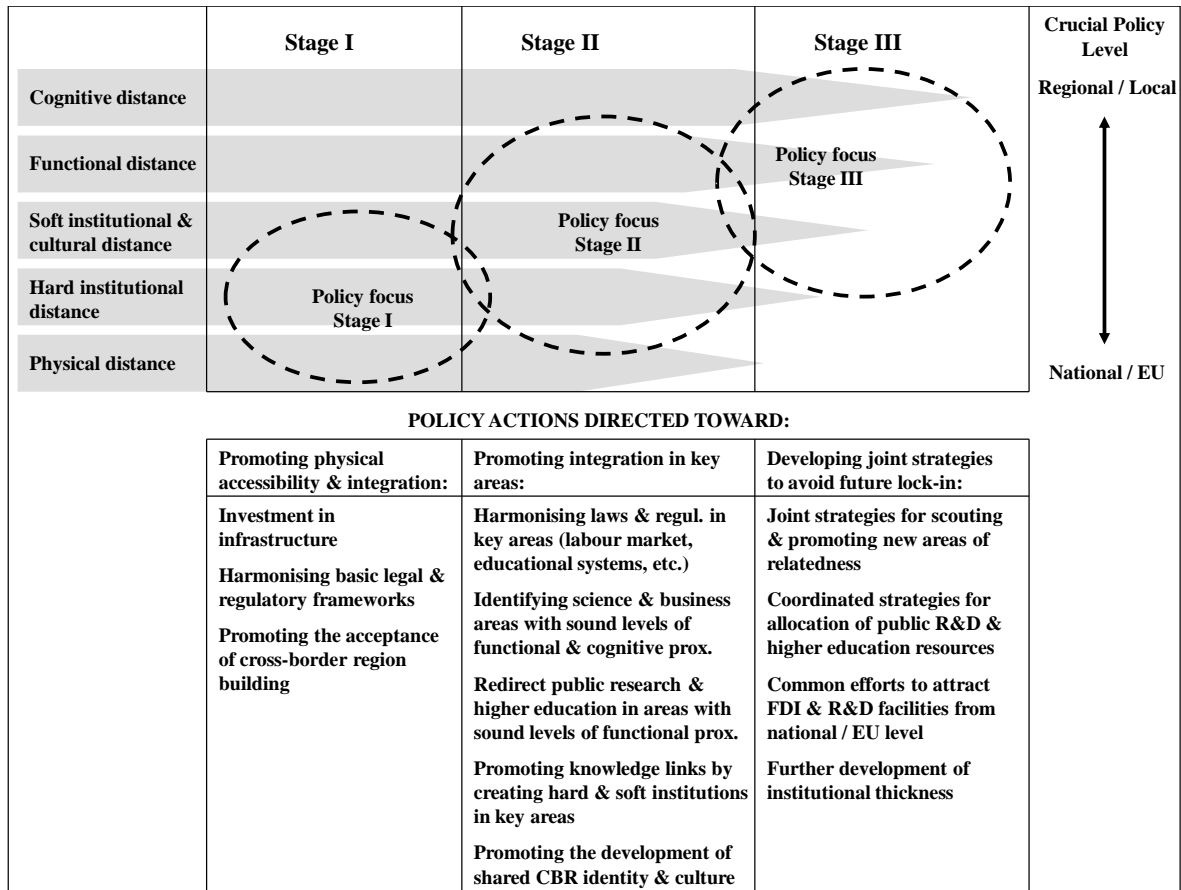 Stage I
Stage II
Stage III
Crucial Policy
Level
Cognitive distance
Regional / Local
Functional distance
Policy focus
Stage III
Soft institutional &
cultural distance
Policy focus
Stage II
Hard institutional
distance
Policy focus
Stage I
Physical distance
National / EU
POLICY ACTIONS DIRECTED TOWARD:
Promoting physical
accessibility & integration:
Investment in
infrastructure
Harmonising basic legal &
regulatory frameworks
Promoting the acceptance
of cross-border region
building
Promoting integration in key
areas:
Harmonising laws & regul. in
key areas (labour market,
educational systems, etc.)
Identifying science & business
areas with sound levels of
functional & cognitive prox.
Redirect public research &
higher education in areas with
sound levels of functional prox.
Promoting knowledge links by
creating hard & soft institutions
in key areas
Promoting the development of
shared CBR identity & culture
Developing joint strategies
to avoid future lock-in:
Joint strategies for scouting
& promoting new areas of
relatedness
Coordinated strategies for
allocation of public R&D &
higher education resources
Common efforts to attract
FDI & R&D facilities from
national / EU level
Further development of
institutional thickness